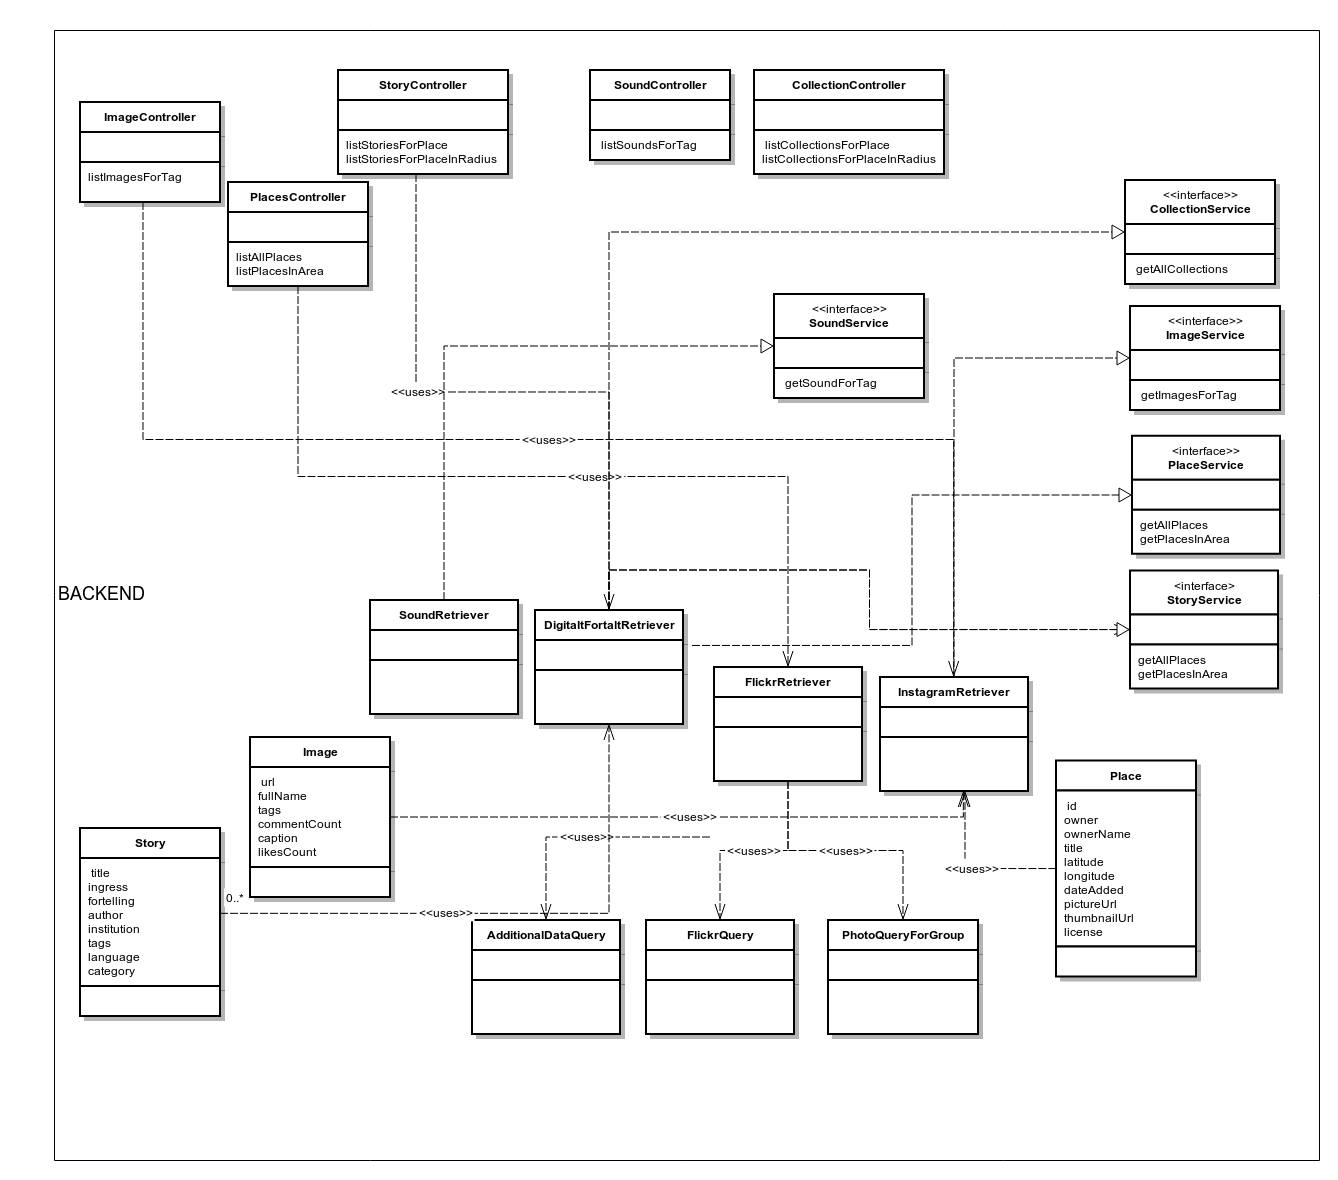 StoryController
listStoriesForPlace
listStoriesForPlaceInRadius
SoundController
listSoundsForTag
CollectionController
listCollectionsForPlace
listCollectionsForPlaceInRadius
ImageController
listImagesForTag
PlacesController
listAllPlaces
listPlacesInArea
<<interface>>
CollectionService
getAllCollections
<<interface>>
SoundService
getSoundForTag
<<interface>>
ImageService
getImagesForTag
<<uses>>
<<uses>>
<<uses>>
<interface>>
PlaceService
getAllPlaces
getPlacesInArea
<interface>
StoryService
getAllPlaces
getPlacesInArea
BACKEND
SoundRetriever
DigitaltFortaltRetriever
FlickrRetriever
InstagramRetriever
Image
url
fullName
tags
commentCount
caption
likesCount
<<uses>>
<<uses>>
<<uses>>
<<uses>>
<<uses>>
Place
id
owner
ownerName
title
latitude
longitude
dateAdded
pictureUrl
thumbnailUrl
license
Story
title
ingress
fortelling
author
institution
tags
language
category
0..*
<<uses>>
AdditionalDataQuery
FlickrQuery
PhotoQueryForGroup